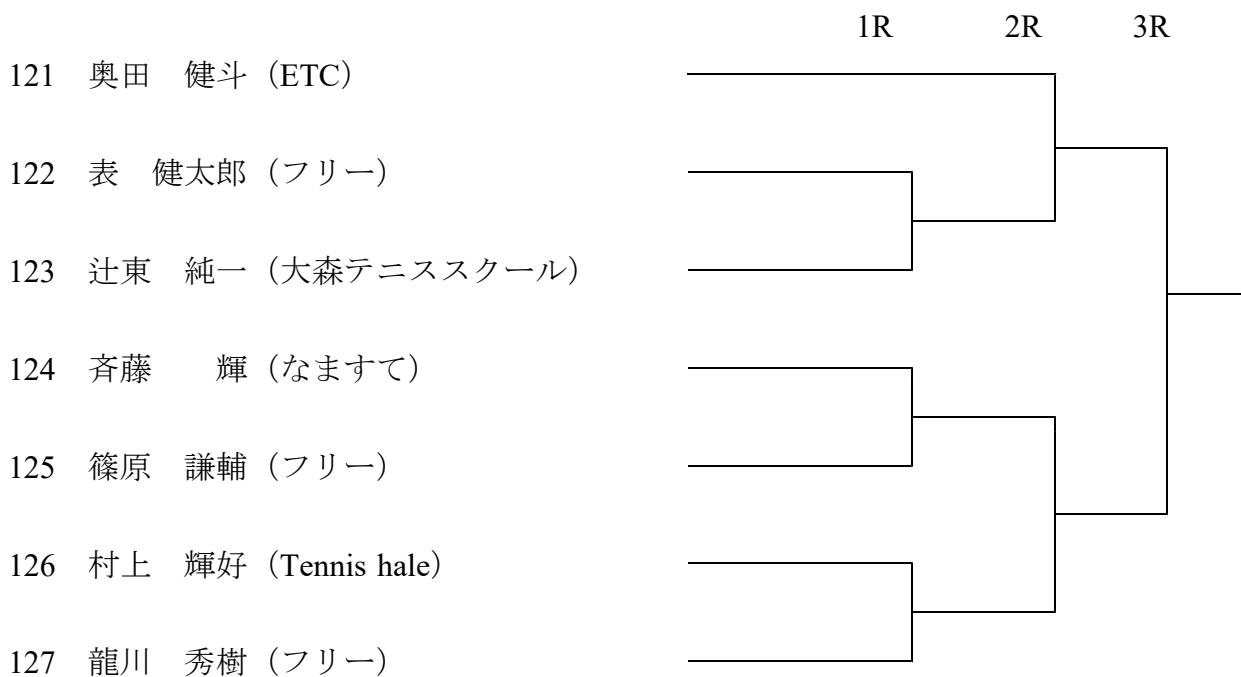 1R 2R 3R
121 奥田 健斗（ETC）
122 表 健太郎（フリー）
123 辻東 純一（大森テニススクール）
124 斉藤 輝（なますて）
125 篠原 謙輔（フリー）
126 村上 輝好（Tennis hale）
127 龍川 秀樹（フリー）